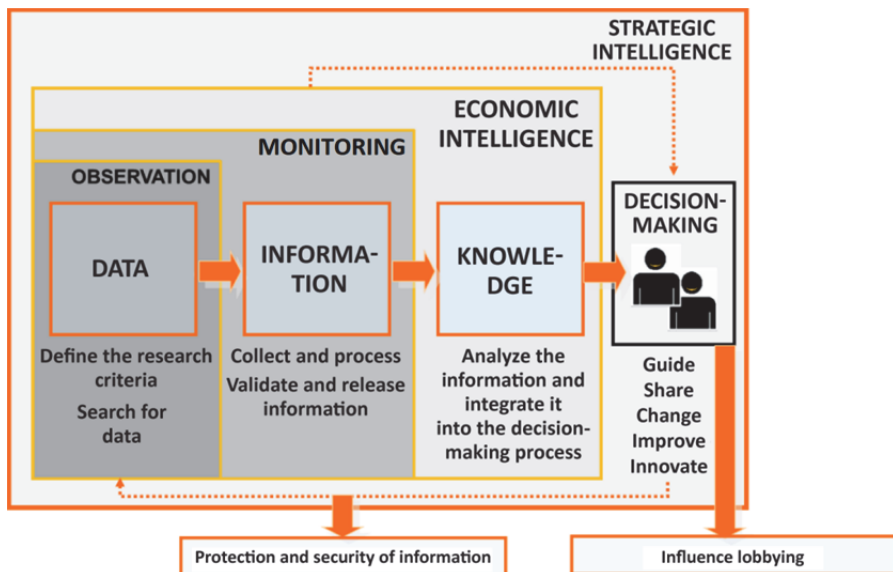 STRATEGIC
INTELLIGENCE
ECONOMIC
INTELLIGENCE
MONITORING
OBSERVATION
DATA
INFORMA-
TION
KNOWLE-
DGE
DECISION-
MAKING
Define the research
criteria
Search for
data
Collect and process
Validate and release
information
Analyze the
information and
integrate it
into the decision-
making process
Guide
Share
Change
Improve
Innovate
Protection and security of information
Influence lobbying